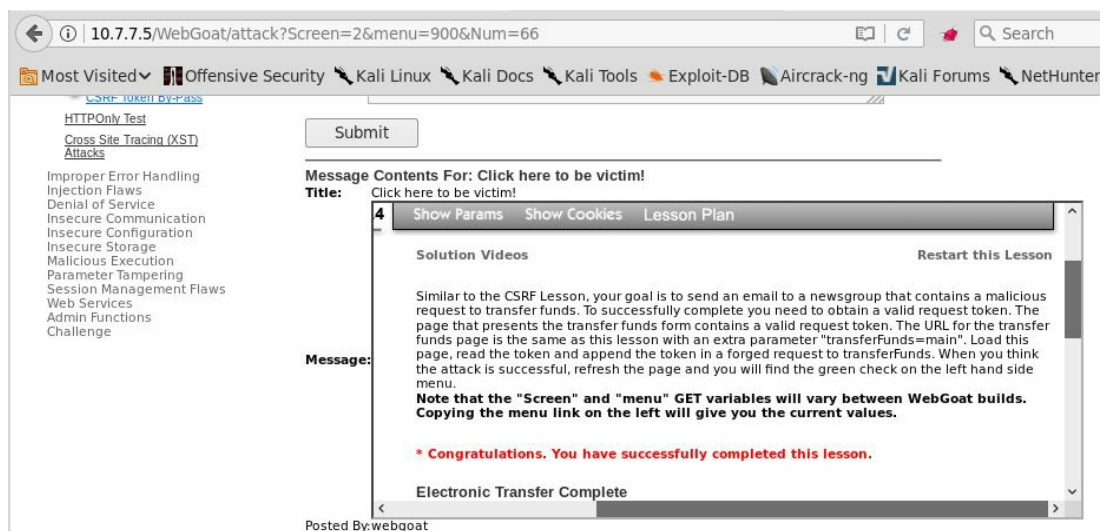 10.7.7.5/WebGoat/attack?Screen=2&menu=900&Num=66
Search
Most Visited Offensive Security Kali Linux Kali Docs Kali Tools Exploit-DB Aircrack-ng Kali Forums NetHunter
CSRF Token By-Pass
HTTPOnly Test
Cross Site Tracing (XST)
Attacks
Improper Error Handling
Injection Flaws
Denial of Service
Insecure Communication
Insecure Configuration
Insecure Storage
Malicious Execution
Parameter Tampering
Session Management Flaws
Web Services
Admin Functions
Challenge
Submit
Message Contents For: Click here to be victim!
Title: Click here to be victim!
Message:
.4 Show Params Show Cookies Lesson Plan
Solution Videos Restart this Lesson
Similar to the CSRF Lesson, your goal is to send an email to a newsgroup that contains a malicious
request to transfer funds. To successfully complete you need to obtain a valid request token. The
page that presents the transfer funds form contains a valid request token. The URL for the transfer
funds page is the same as this lesson with an extra parameter "transferFunds=main". Load this
page, read the token and append the token in a forged request to transferFunds. When you think
the attack is successful, refresh the page and you will find the green check on the left hand side
menu.
Note that the "Screen" and "menu" GET variables will vary between WebGoat builds.
Copying the menu link on the left will give you the current values.
* Congratulations. You have successfully completed this lesson.
Electronic Transfer Complete
Posted By:webgoat